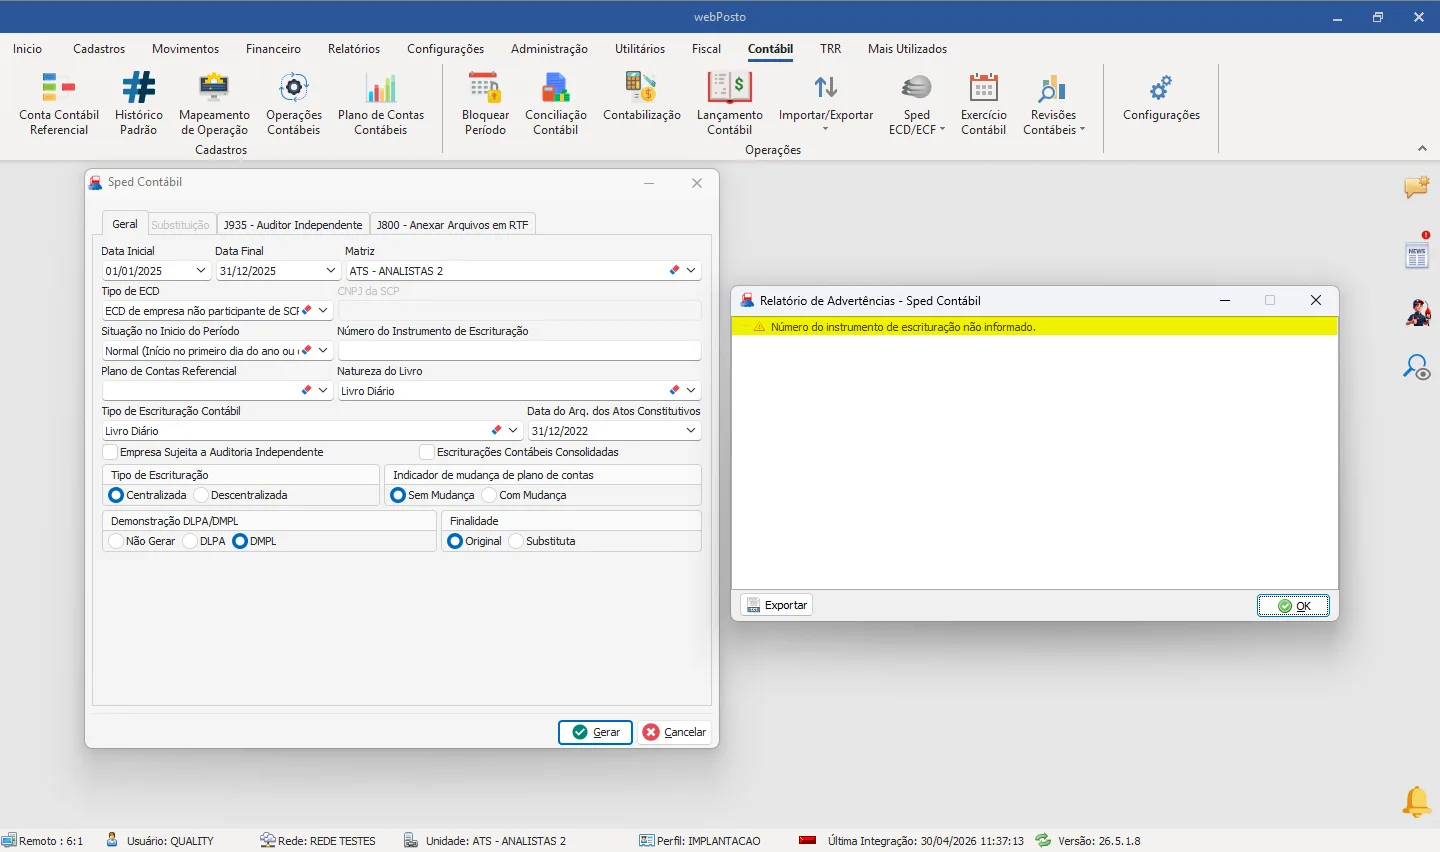 webPosto
Inicio Cadastros Movimentos Financeiro Relatórios Configurações Administração Utilitários Fiscal Contábil TRR Mais Utilizados
Conta Contábil Referencial
Histórico Padrão
Mapeamento de Operação
Operações Contábeis
Plano de Contas Contábeis
Bloquear Período
Conciliação Contábil
Contabilização
Lançamento Contábil
Importar/Exportar
Sped ECD/ECF
Exercício Contábil
Revisões Contábeis
Configurações
Cadastros
Operações
Sped Contábil
Geral Substituição J935 - Auditor Independente J800 - Anexar Arquivos em RTF
Data Inicial Data Final Matriz
01/01/2025 31/12/2025 ATS - ANALISTAS 2
Tipo de ECD CNPJ da SCP
ECD de empresa não participante de SCP
Situação no Inicio do Período Número do Instrumento de Escrituração
Normal (Início no primeiro dia do ano ou
Plano de Contas Referencial Natureza do Livro
Livro Diário
Tipo de Escrituração Contábil Data do Arq. dos Atos Constitutivos
Livro Diário 31/12/2022
Empresa Sujeita a Auditoria Independente Escriturações Contábeis Consolidadas
Tipo de Escrituração Indicador de mudança de plano de contas
Centralizada Descentralizada Sem Mudança Com Mudança
Demonstração DLPA/DMPL Finalidade
Não Gerar DLPA DMPL Original Substituta
Gerar Cancelar
Relatório de Advertências - Sped Contábil
Número do instrumento de escrituração não informado.
Exportar OK
NEWS
Remoto : 6:1 Usuário: QUALITY Rede: REDE TESTES Unidade: ATS - ANALISTAS 2 Perfil: IMPLANTACAO Última Integração: 30/04/2026 11:37:13 Versão: 26.5.1.8